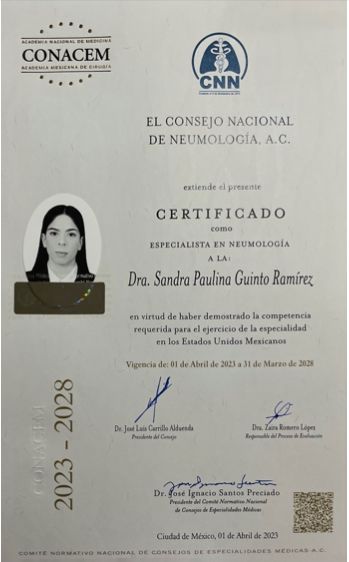 ACADEMIA NACIONAL DE MEDICINA
CONACEM
ACADEMIA MEXICANA DE CIRUGÍA
CNN
EL CONSEJO NACIONAL
DE NEUMOLOGÍA, A.C.
extiende el presente
CERTIFICADO
como
ESPECIALISTA EN NEUMOLOGÍA
A LA:
Dra. Sandra Paulina Guinto Ramírez
en virtud de haber demostrado la competencia
requerida para el ejercicio de la especialidad
en los Estados Unidos Mexicanos
Vigencia de: 01 de Abril de 2023 a 31 de Marzo de 2028
CONACEM
2023 - 2028
Dr. José Luis Carrillo Alduenda
Presidente del Consejo
Dra. Zaira Romero López
Responsable del Proceso de Evaluación
Dr. José Ignacio Santos Preciado
Presidente del Comité Normativo Nacional
de Consejos de Especialidades Médicas
Ciudad de México, 01 de Abril de 2023
COMITÉ NORMATIVO NACIONAL DE CONSEJOS DE ESPECIALIDADES MÉDICAS-A.C.